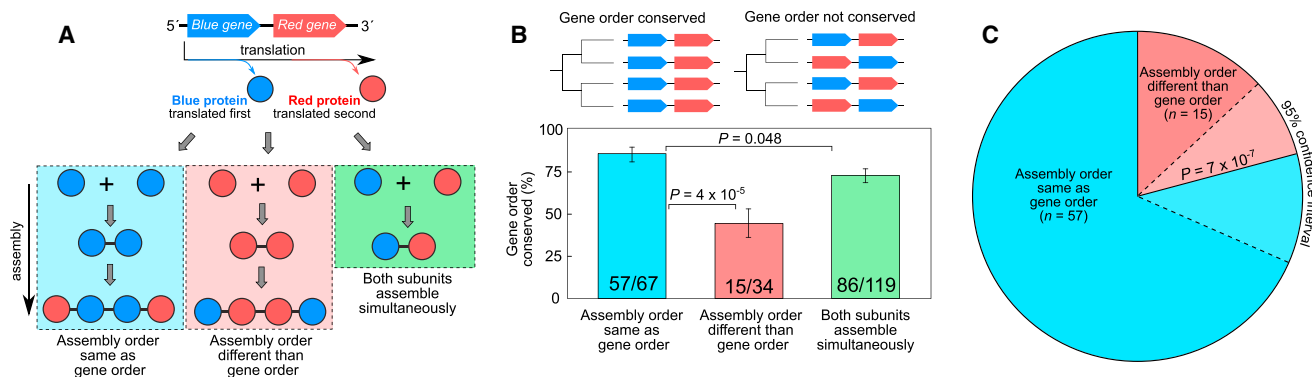 A
5´ Blue gene Red gene 3´
translation
Blue protein
translated first
Red protein
translated second
assembly
+
+
+
Both subunits
assemble
simultaneously
Assembly order
same as
gene order
Assembly order
different than
gene order
B
Gene order conserved
Gene order not conserved
Gene order
conserved (%)
100
75
50
25
0
P = 0.048
P = 4 x 10-5
57/67
15/34
86/119
Assembly order
same as
gene order
Assembly order
different than
gene order
Both subunits
assemble
simultaneously
C
Assembly order
different than
gene order
(n = 15)
95% confidence interval
P = 7 x 10-7
Assembly order
same as
gene order
(n = 57)